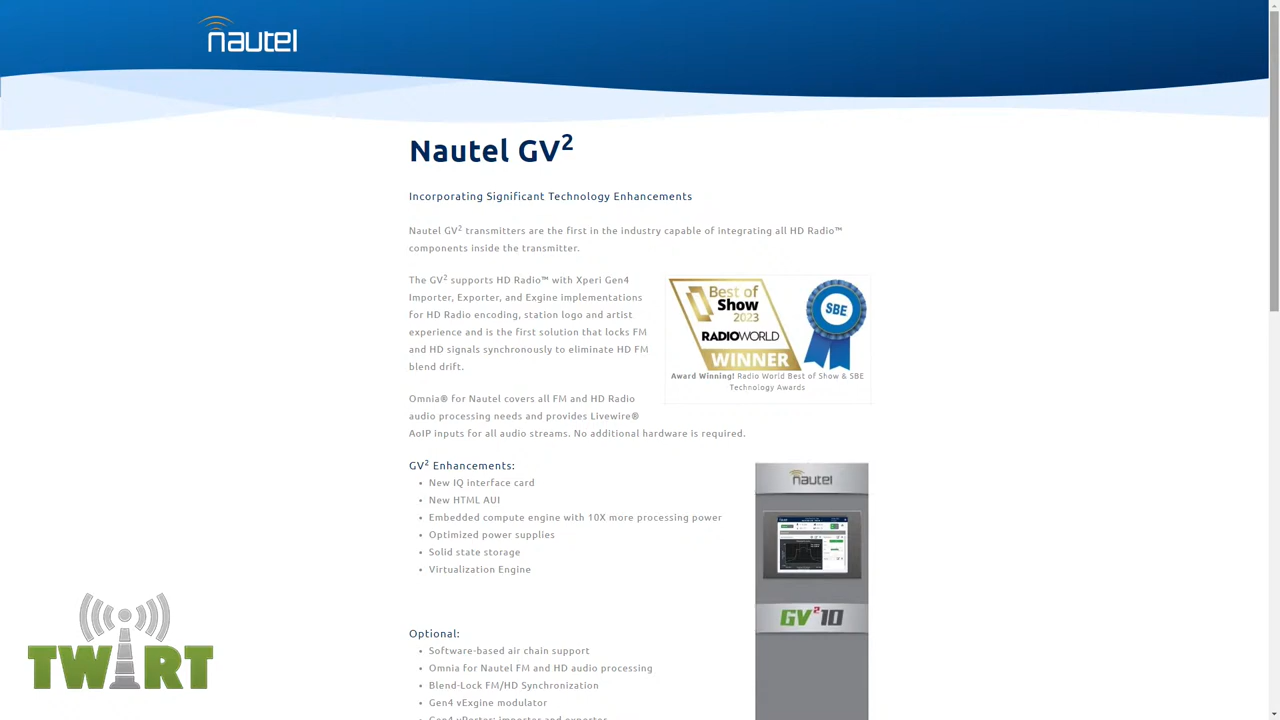 nautel
Nautel GV²
Incorporating Significant Technology Enhancements
Nautel GV² transmitters are the first in the industry capable of integrating all HD Radio™
components inside the transmitter.
The GV² supports HD Radio™ with Xperi Gen4
Importer, Exporter, and Exgine implementations
for HD Radio encoding, station logo and artist
experience and is the first solution that locks FM
and HD signals synchronously to eliminate HD FM
blend drift.
Best of
Show
2023
RADIOWORLD
WINNER
SBE
Award Winning! Radio World Best of Show & SBE
Technology Awards
Omnia® for Nautel covers all FM and HD Radio
audio processing needs and provides Livewire®
AoIP inputs for all audio streams. No additional hardware is required.
GV² Enhancements:
• New IQ interface card
• New HTML AUI
• Embedded compute engine with 10X more processing power
• Optimized power supplies
• Solid state storage
• Virtualization Engine
nautel
GV²10
Optional:
• Software-based air chain support
• Omnia for Nautel FM and HD audio processing
• Blend-Lock FM/HD Synchronization
• Gen4 vExgine modulator
• Gen4 vPorter: importer and exporter
TWiRT